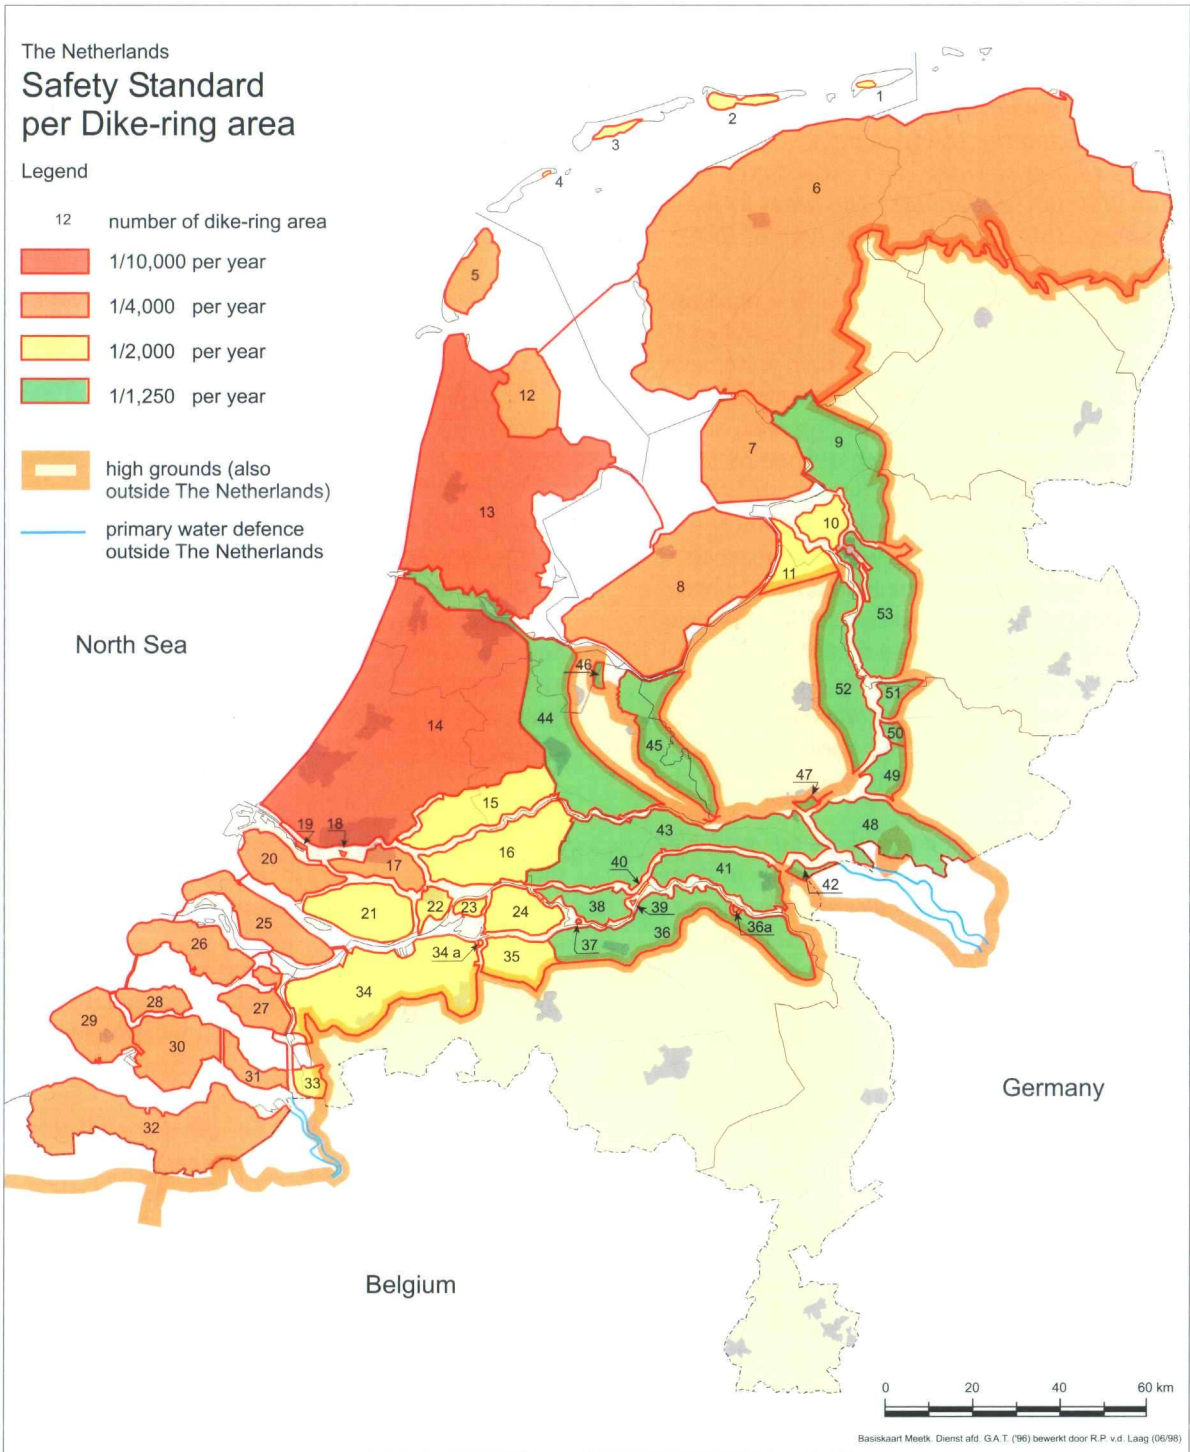 The Netherlands
Safety Standard
per Dike-ring area
Legend
12 number of dike-ring area
1/10,000 per year
1/4,000 per year
1/2,000 per year
1/1,250 per year
high grounds (also
outside The Netherlands)
primary water defence
outside The Netherlands
North Sea
Germany
Belgium
1
2
3
4
5
6
7
8
9
10
11
12
13
14
15
16
17
18
19
20
21
22
23
24
25
26
27
28
29
30
31
32
33
34
34 a
35
36
36a
37
38
39
40
41
42
43
44
45
46
47
48
49
50
51
52
53
0 20 40 60 km
Basiskaart Meetk. Dienst afd. G.A.T. ('96) bewerkt door R.P. v.d. Laag (06/98)